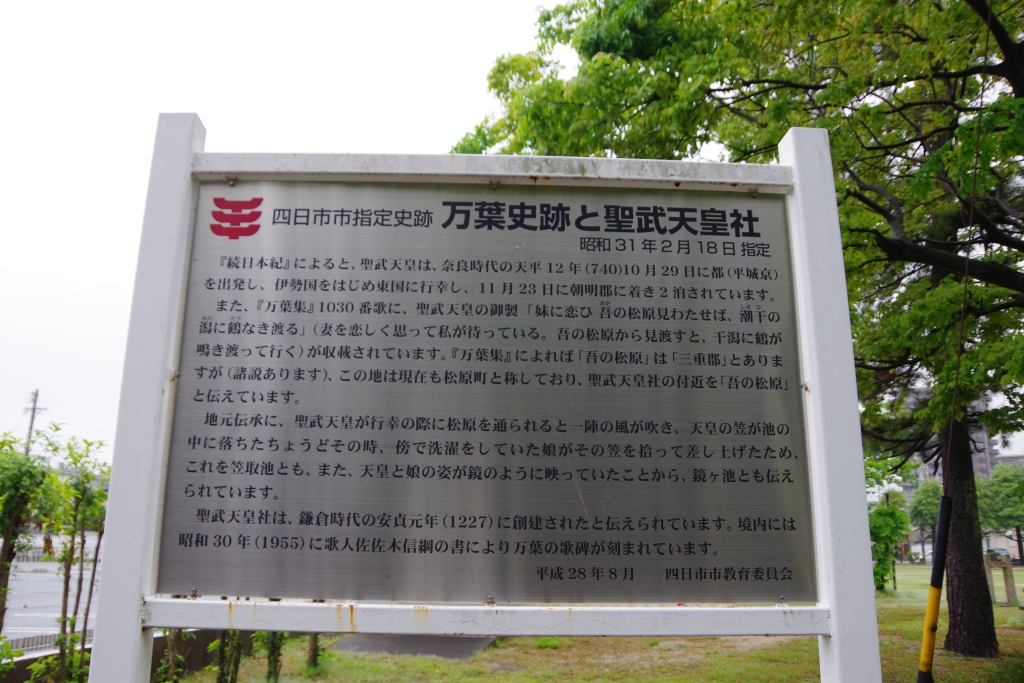 四日市市指定史跡 万葉史跡と聖武天皇社
昭和31年2月18日 指定
『続日本紀』によると、聖武天皇は、奈良時代の天平12年(740)10月29日に都(平城京)
を出発し、伊勢国をはじめ東国に行幸し、11月23日に朝明郡に着き2泊されています。
また、『万葉集』1030番歌に、聖武天皇の御製「妹に恋ひ 吾の松原見わたせば、潮干の
潟に鶴なき渡る」(妻を恋しく思って私が待っている。吾の松原から見渡すと、干潟に鶴が
鳴き渡って行く)が収載されています。『万葉集』によれば「吾の松原」は「三重郡」とありま
すが(諸説あります)、この地は現在も松原町と称しており、聖武天皇社の付近を「吾の松原」
と伝えています。
地元伝承に、聖武天皇が行幸の際に松原を通られると一陣の風が吹き、天皇の笠が池の
中に落ちたちょうどその時、傍で洗濯をしていた娘がその笠を拾って差し上げたため、
これを笠取池とも、また、天皇と娘の姿が鏡のように映っていたことから、鏡ヶ池とも伝え
られています。
聖武天皇社は、鎌倉時代の安貞元年(1227)に創建されたと伝えられています。境内には
昭和30年(1955)に歌人佐佐木信綱の書により万葉の歌碑が刻まれています。
平成28年8月 四日市市教育委員会